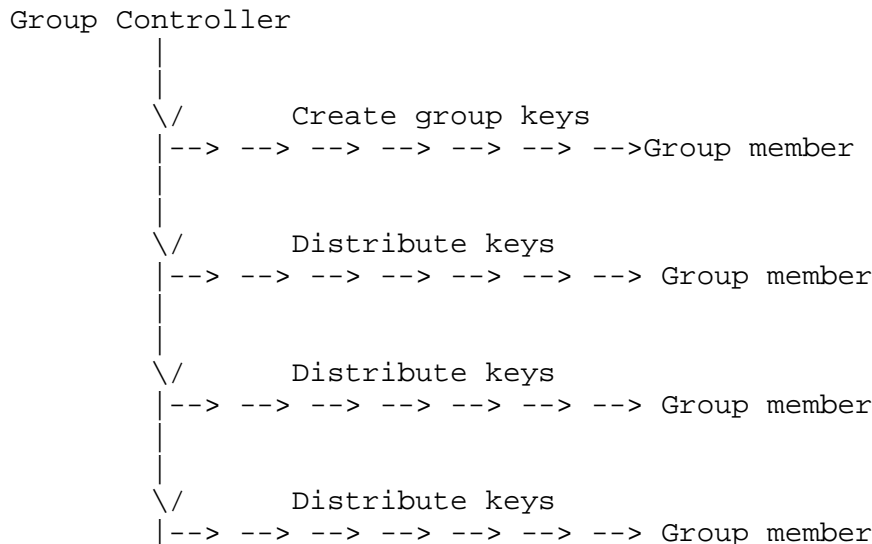 Group Controller
|
|
\/ Create group keys
|--> --> --> --> --> --> -->Group member
|
|
\/ Distribute keys
|--> --> --> --> --> --> --> Group member
|
|
\/ Distribute keys
|--> --> --> --> --> --> --> Group member
|
|
\/ Distribute keys
|--> --> --> --> --> --> --> Group member